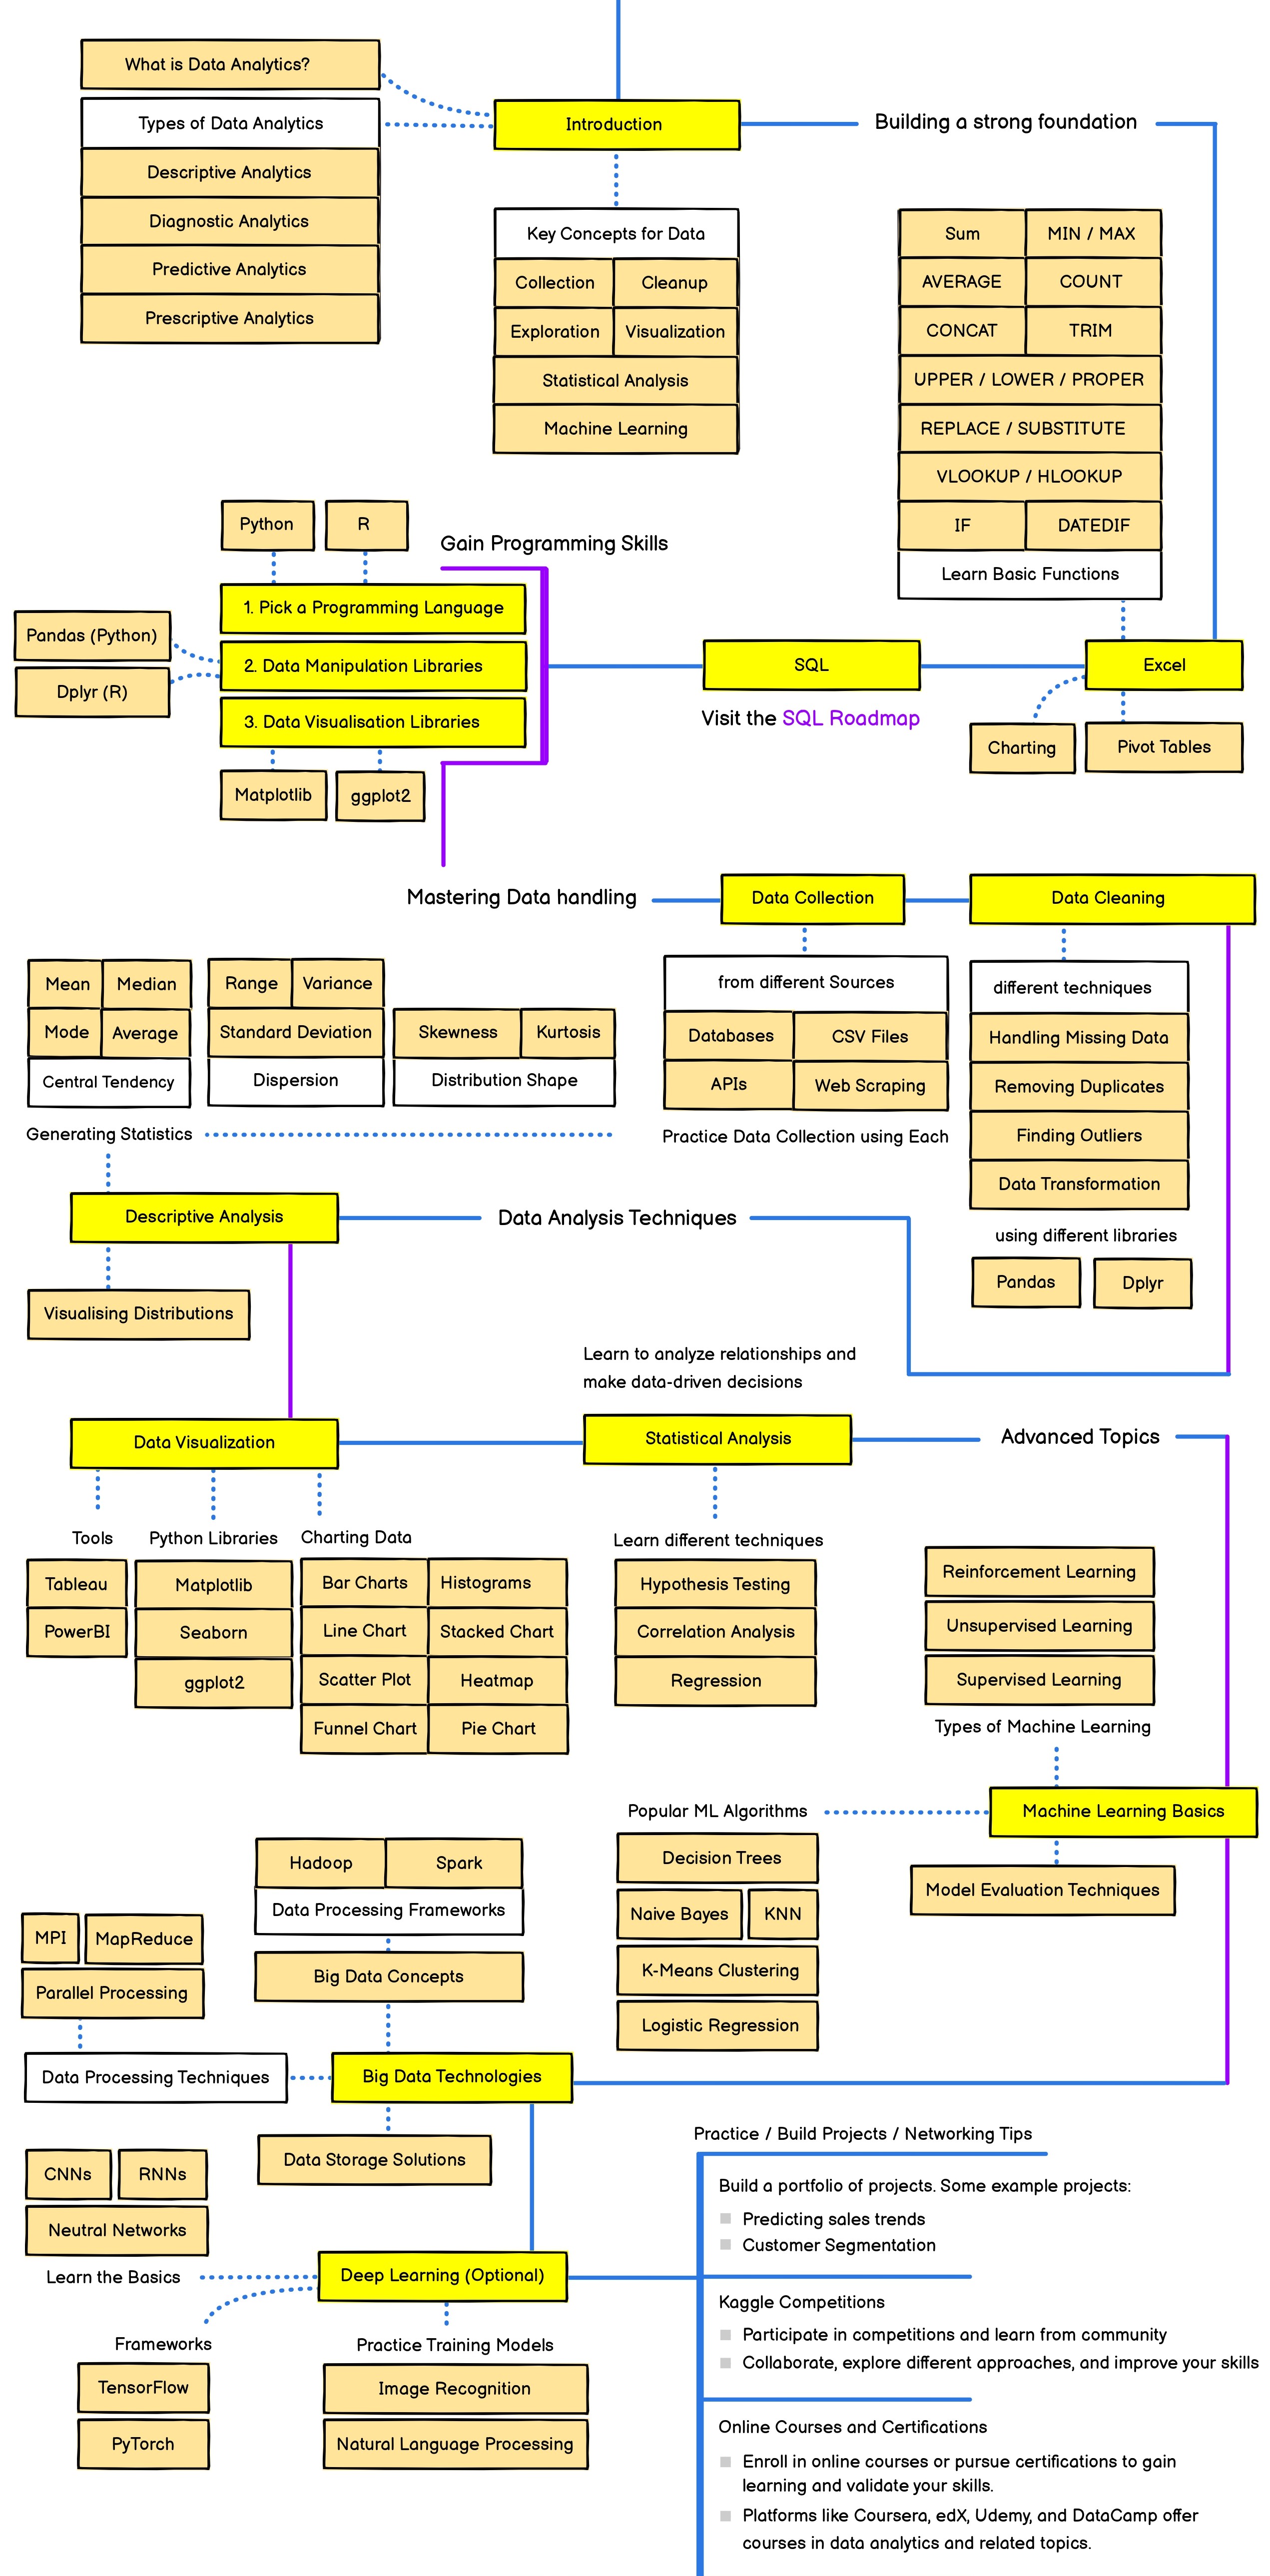 What is Data Analytics?
Types of Data Analytics
Descriptive Analytics
Diagnostic Analytics
Predictive Analytics
Prescriptive Analytics
Introduction
Building a strong foundation
Key Concepts for Data
Collection
Cleanup
Exploration
Visualization
Statistical Analysis
Machine Learning
Sum
MIN / MAX
AVERAGE
COUNT
CONCAT
TRIM
UPPER / LOWER / PROPER
REPLACE / SUBSTITUTE
VLOOKUP / HLOOKUP
IF
DATEDIF
Learn Basic Functions
Excel
Charting
Pivot Tables
SQL
Visit the SQL Roadmap
Gain Programming Skills
Python
R
1. Pick a Programming Language
2. Data Manipulation Libraries
3. Data Visualisation Libraries
Pandas (Python)
Dplyr (R)
Matplotlib
ggplot2
Mastering Data handling
Data Collection
from different Sources
Databases
CSV Files
APIs
Web Scraping
Practice Data Collection using Each
Data Cleaning
different techniques
Handling Missing Data
Removing Duplicates
Finding Outliers
Data Transformation
using different libraries
Pandas
Dplyr
Mean
Median
Mode
Average
Central Tendency
Range
Variance
Standard Deviation
Dispersion
Skewness
Kurtosis
Distribution Shape
Generating Statistics
Descriptive Analysis
Data Analysis Techniques
Visualising Distributions
Learn to analyze relationships and
make data-driven decisions
Data Visualization
Statistical Analysis
Advanced Topics
Tools
Tableau
PowerBI
Python Libraries
Matplotlib
Seaborn
ggplot2
Charting Data
Bar Charts
Histograms
Line Chart
Stacked Chart
Scatter Plot
Heatmap
Funnel Chart
Pie Chart
Learn different techniques
Hypothesis Testing
Correlation Analysis
Regression
Reinforcement Learning
Unsupervised Learning
Supervised Learning
Types of Machine Learning
Machine Learning Basics
Model Evaluation Techniques
Popular ML Algorithms
Decision Trees
Naive Bayes
KNN
K-Means Clustering
Logistic Regression
Hadoop
Spark
Data Processing Frameworks
Big Data Concepts
MPI
MapReduce
Parallel Processing
Data Processing Techniques
Big Data Technologies
Data Storage Solutions
CNNs
RNNs
Neutral Networks
Learn the Basics
Deep Learning (Optional)
Frameworks
TensorFlow
PyTorch
Practice Training Models
Image Recognition
Natural Language Processing
Practice / Build Projects / Networking Tips
Build a portfolio of projects. Some example projects:
Predicting sales trends
Customer Segmentation
Kaggle Competitions
Participate in competitions and learn from community
Collaborate, explore different approaches, and improve your skills
Online Courses and Certifications
Enroll in online courses or pursue certifications to gain
learning and validate your skills.
Platforms like Coursera, edX, Udemy, and DataCamp offer
courses in data analytics and related topics.